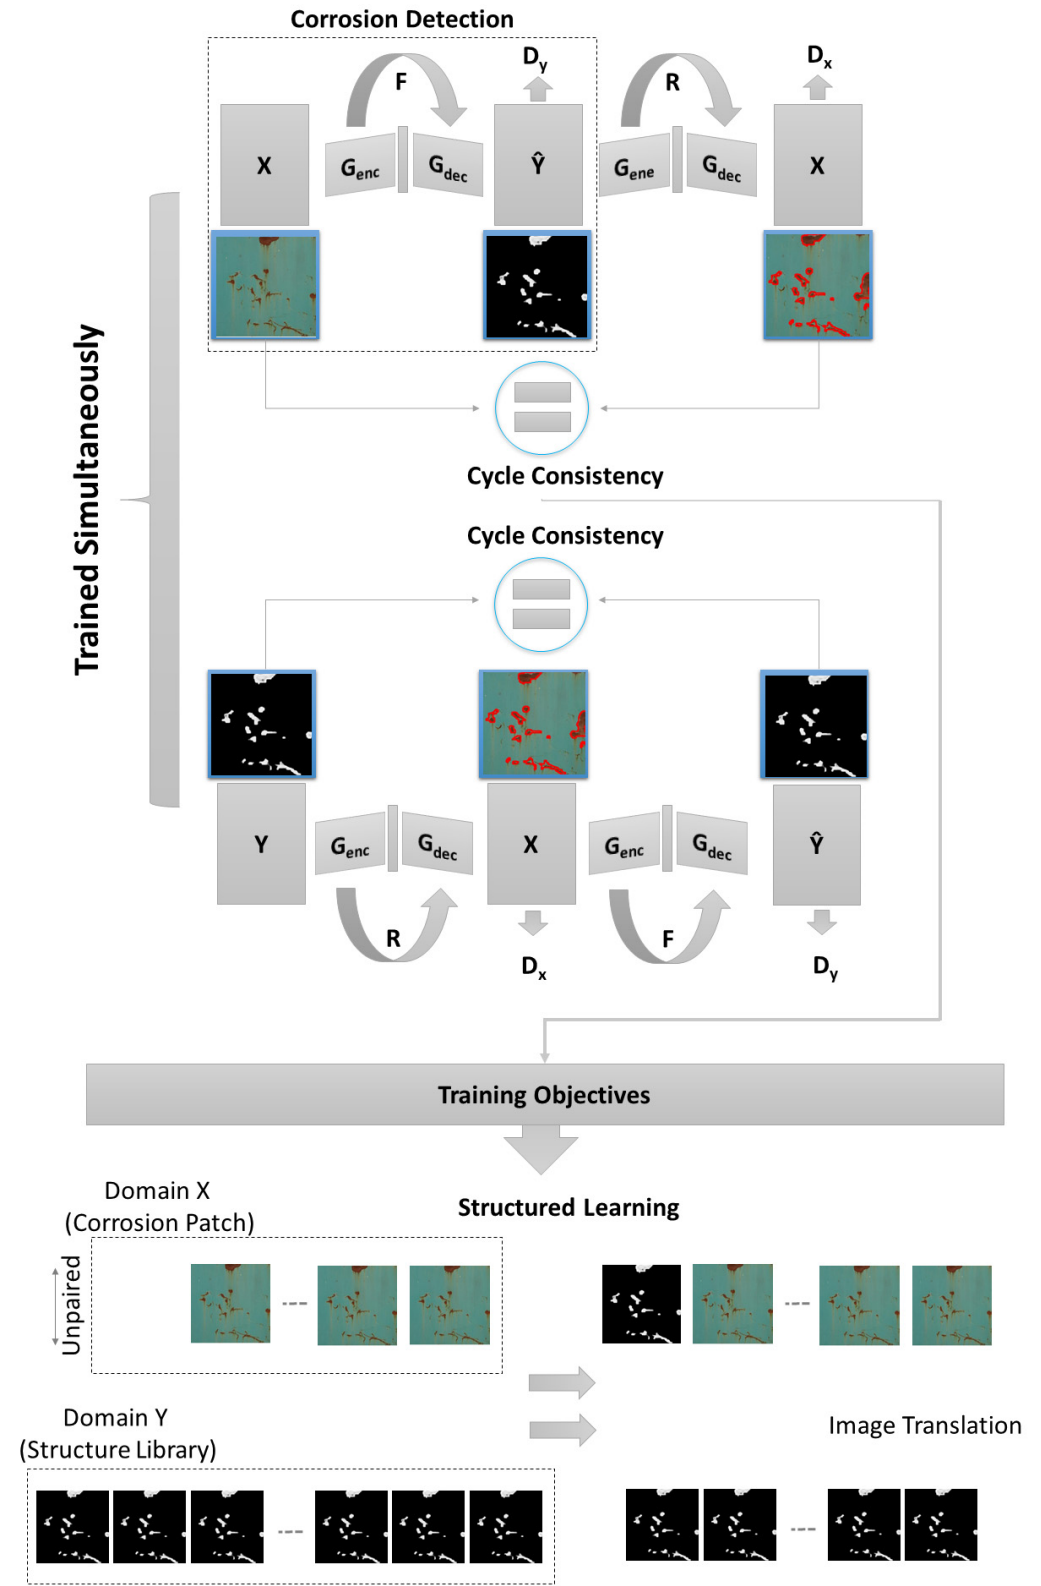 Corrosion Detection
F
Dy
R
Dx
X
Genc
Gdec
Ŷ
Gene
Gdec
X
Trained Simultaneously
Cycle Consistency
Cycle Consistency
Y
Genc
Gdec
X
Genc
Gdec
Ŷ
R
F
Dx
Dy
Training Objectives
Domain X
(Corrosion Patch)
Structured Learning
Unpaired
Domain Y
(Structure Library)
Image Translation